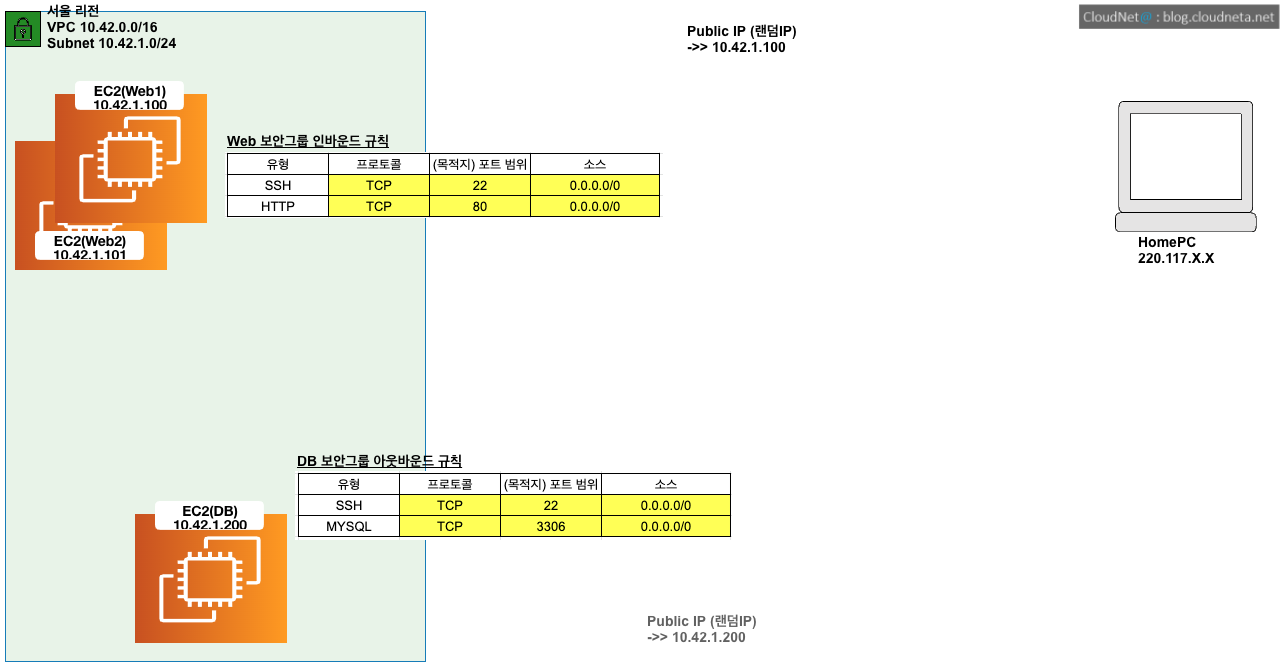 서울 리전
VPC 10.42.0.0/16
Subnet 10.42.1.0/24
Public IP (랜덤IP)
->> 10.42.1.100
CloudNet@ : blog.cloudneta.net
EC2(Web1)
10.42.1.100
Web 보안그룹 인바운드 규칙
유형 프로토콜 (목적지) 포트 범위 소스
SSH TCP 22 0.0.0.0/0
HTTP TCP 80 0.0.0.0/0
EC2(Web2)
10.42.1.101
HomePC
220.117.X.X
DB 보안그룹 아웃바운드 규칙
유형 프로토콜 (목적지) 포트 범위 소스
SSH TCP 22 0.0.0.0/0
MYSQL TCP 3306 0.0.0.0/0
EC2(DB)
10.42.1.200
Public IP (랜덤IP)
->> 10.42.1.200